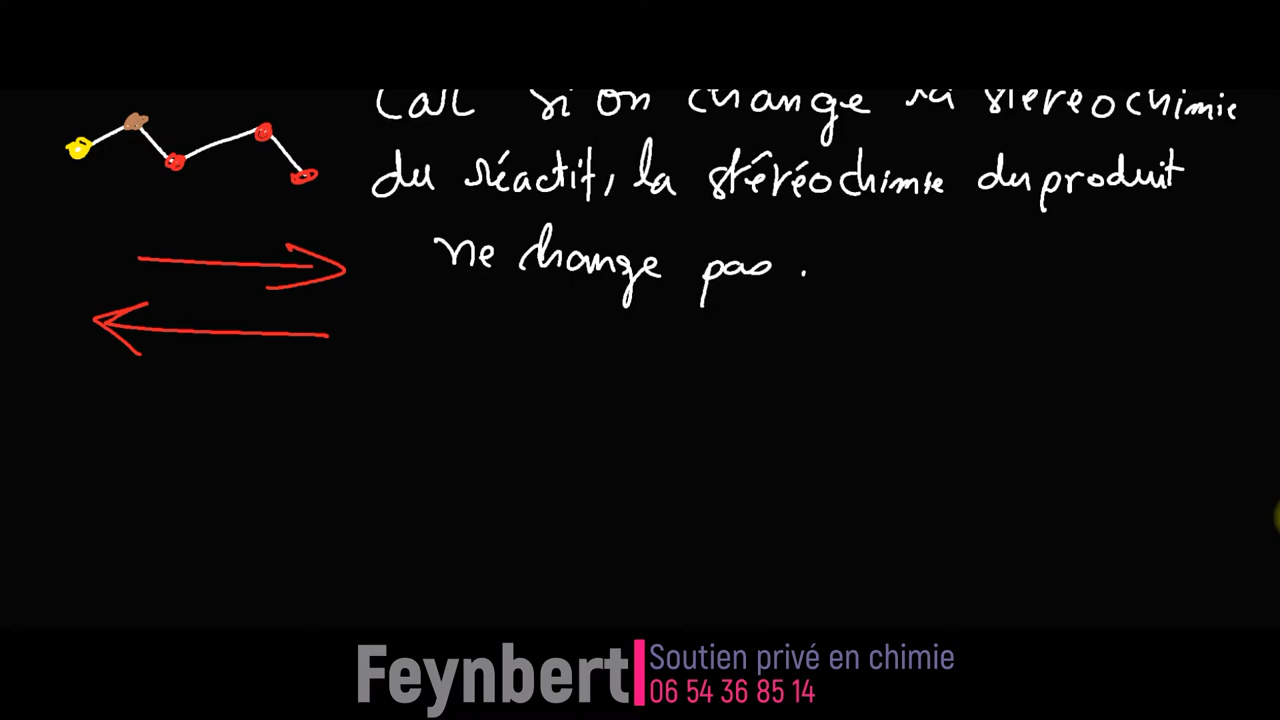 Car si on change la stéréochimie
du réactif, la stéréochimie du produit
ne change pas .
Feynbert
Soutien privé en chimie
06 54 36 85 14